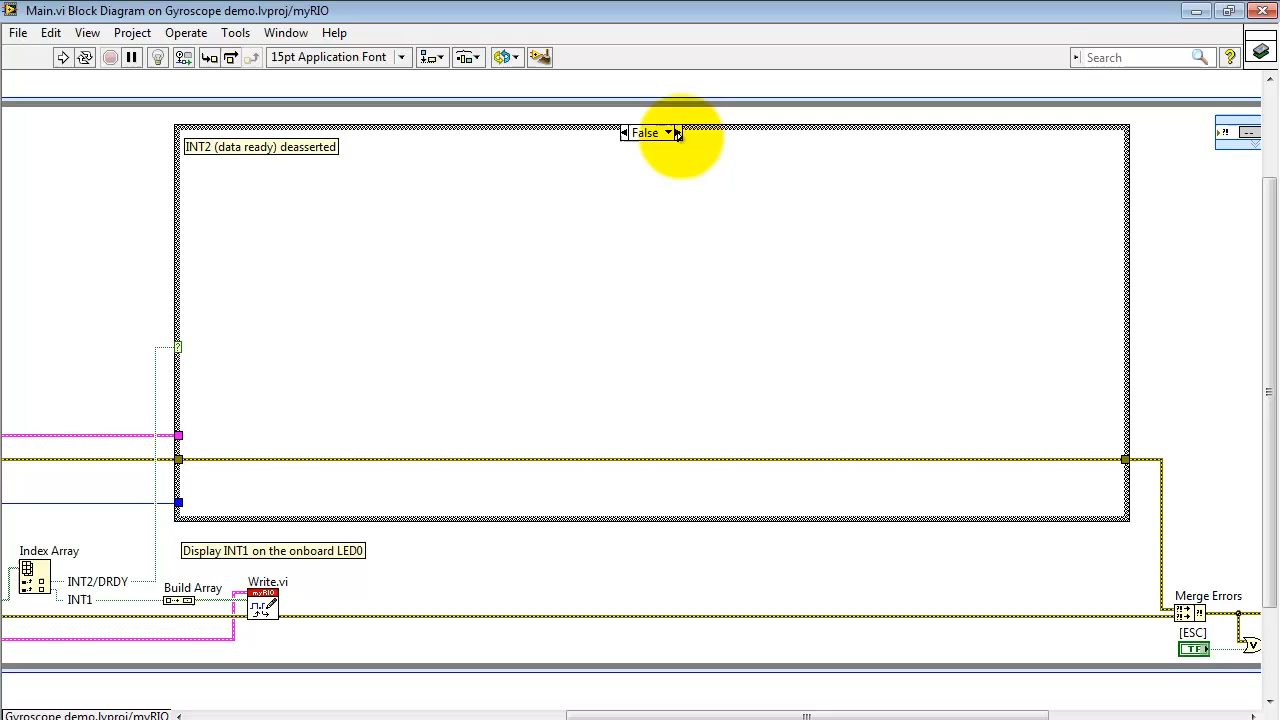 Main.vi Block Diagram on Gyroscope demo.lvproj/myRIO
File Edit View Project Operate Tools Window Help
15pt Application Font
Search
?
False
INT2 (data ready) deasserted
?!
--
?
Display INT1 on the onboard LED0
Index Array
INT2/DRDY
INT1
Build Array
Write.vi
myRIO
Merge Errors
?!
[ESC]
TF
V
Gyroscope demo.lvproj/myRIO